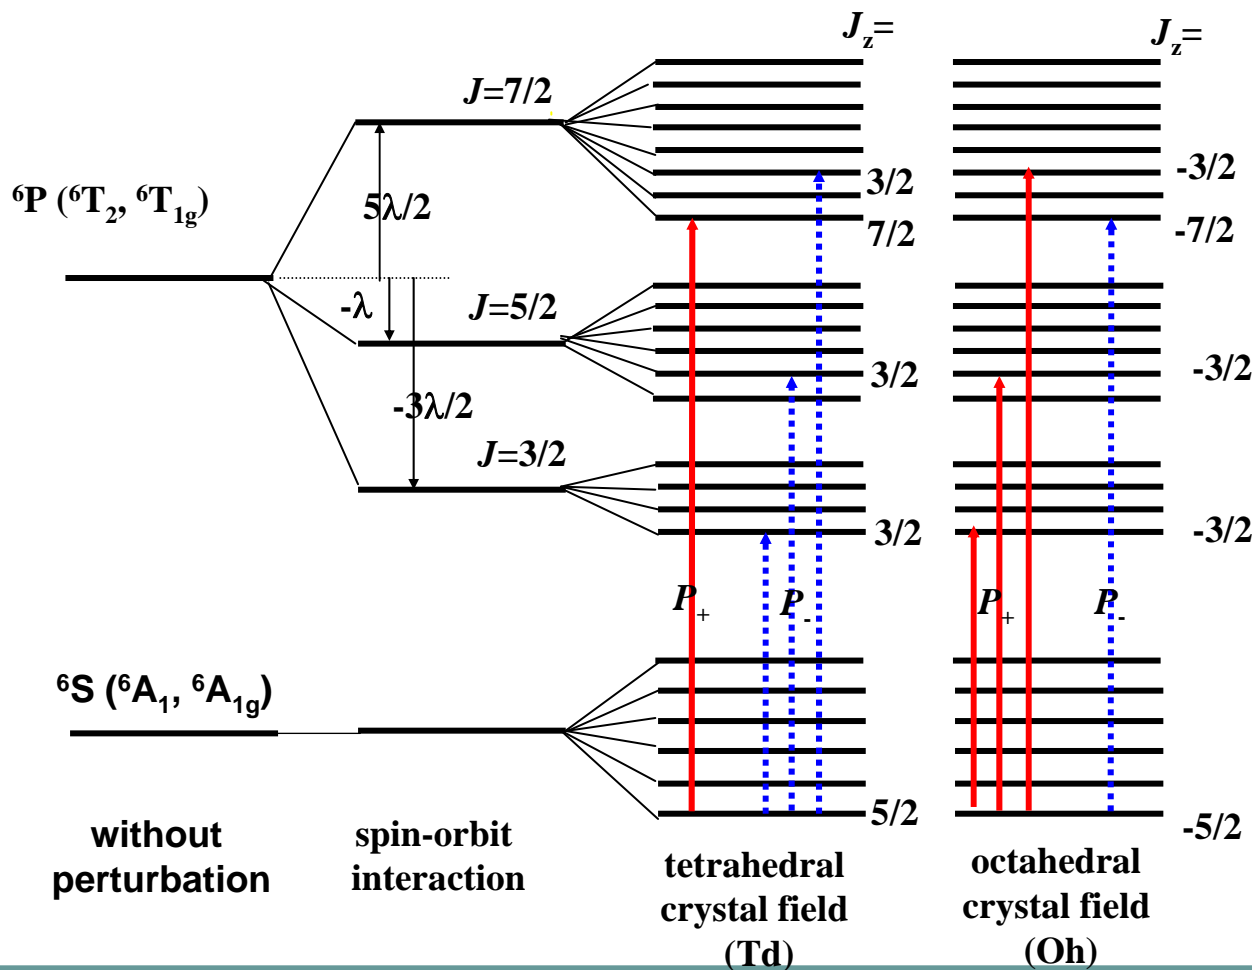 J_z=
J_z=
J=7/2
⁶P (⁶T₂, ⁶T_1g)
5λ/2
3/2
-3/2
7/2
-7/2
-λ
J=5/2
3/2
-3/2
-3λ/2
J=3/2
3/2
-3/2
P₊
P₋
P₊
P₋
⁶S (⁶A₁, ⁶A_1g)
5/2
-5/2
without
perturbation
spin-orbit
interaction
tetrahedral
crystal field
(Td)
octahedral
crystal field
(Oh)